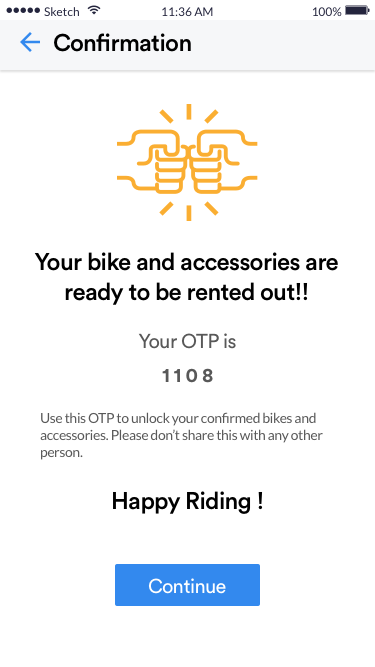 Sketch 11:36 AM 100%
Confirmation
Your bike and accessories are
ready to be rented out!!
Your OTP is
1108
Use this OTP to unlock your confirmed bikes and
accessories. Please don’t share this with any other
person.
Happy Riding !
Continue